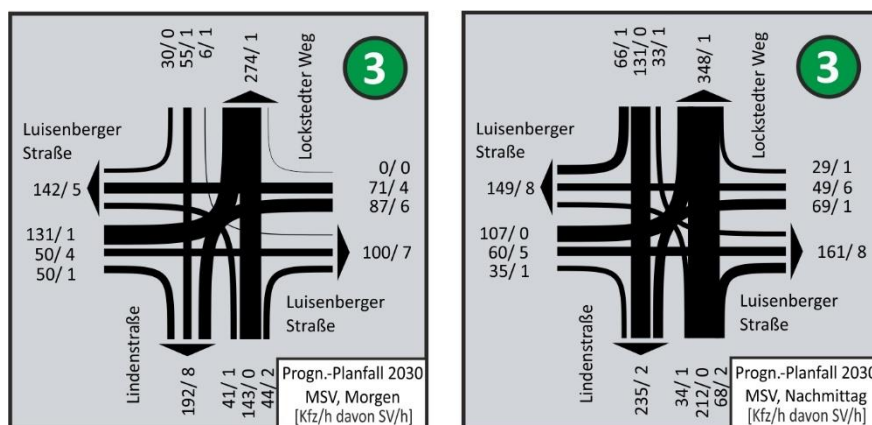 30/ 0
55/ 1
6/ 1
274/ 1
Lockstedter Weg
3
Luisenberger
Straße
142/ 5
131/ 1
50/ 4
50/ 1
0/ 0
71/ 4
87/ 6
100/ 7
Luisenberger
Straße
Lindenstraße
192/ 8
41/ 1
143/ 0
44/ 2
Progn.-Planfall 2030
MSV, Morgen
[Kfz/h davon SV/h]
66/ 1
131/ 0
33/ 1
348/ 1
Lockstedter Weg
3
Luisenberger
Straße
149/ 8
107/ 0
60/ 5
35/ 1
29/ 1
49/ 6
69/ 1
161/ 8
Luisenberger
Straße
Lindenstraße
235/ 2
34/ 1
212/ 0
68/ 2
Progn.-Planfall 2030
MSV, Nachmittag
[Kfz/h davon SV/h]